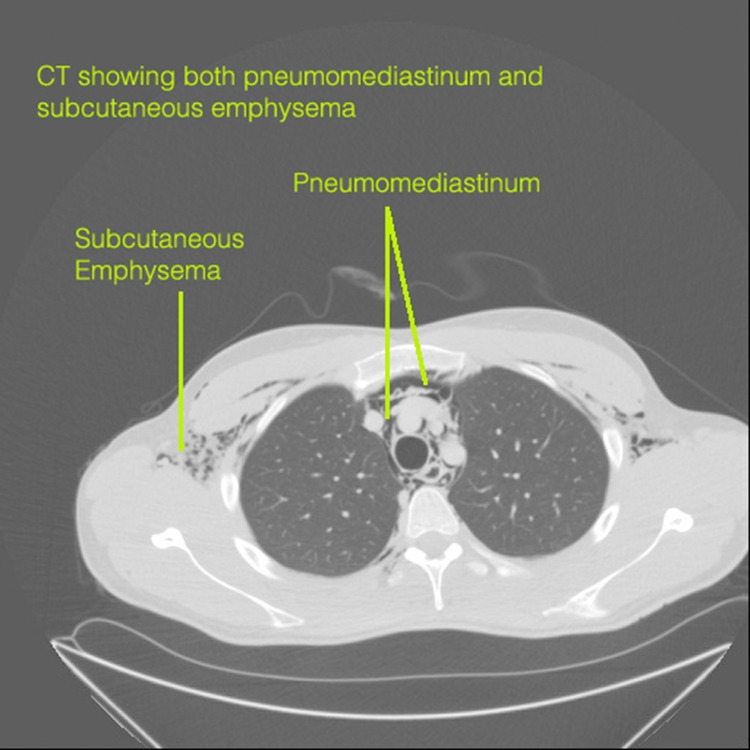 CT showing both pneumomediastinum and
subcutaneous emphysema
Pneumomediastinum
Subcutaneous
Emphysema